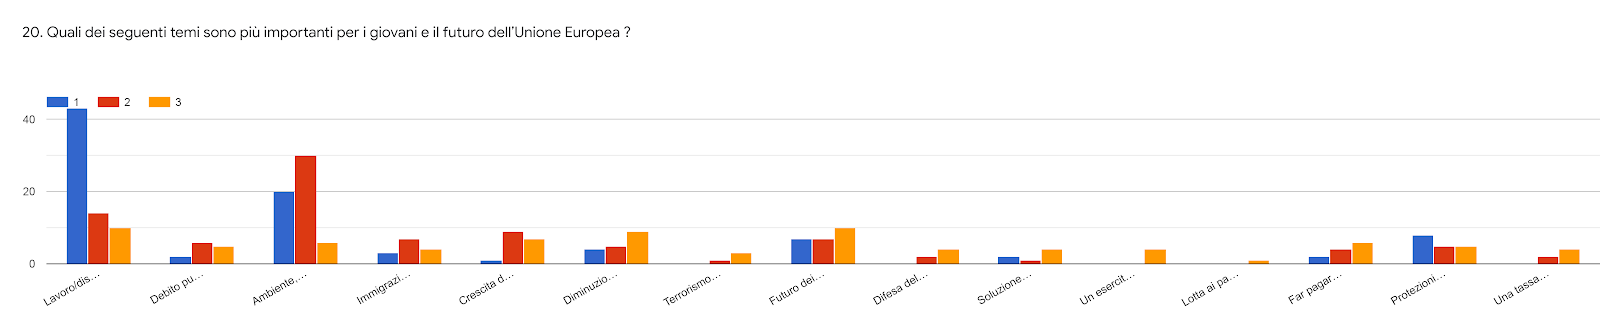 20. Quali dei seguenti temi sono più importanti per i giovani e il futuro dell'Unione Europea ?
1 2 3
40
20
0
Lavoro/dis...
Debito pu...
Ambiente,...
Immigrazi...
Crescita d...
Diminuzio...
Terrorismo...
Futuro dei...
Difesa del...
Soluzione...
Un esercit...
Lotta ai pa...
Far pagar...
Protezioni...
Una tassa...